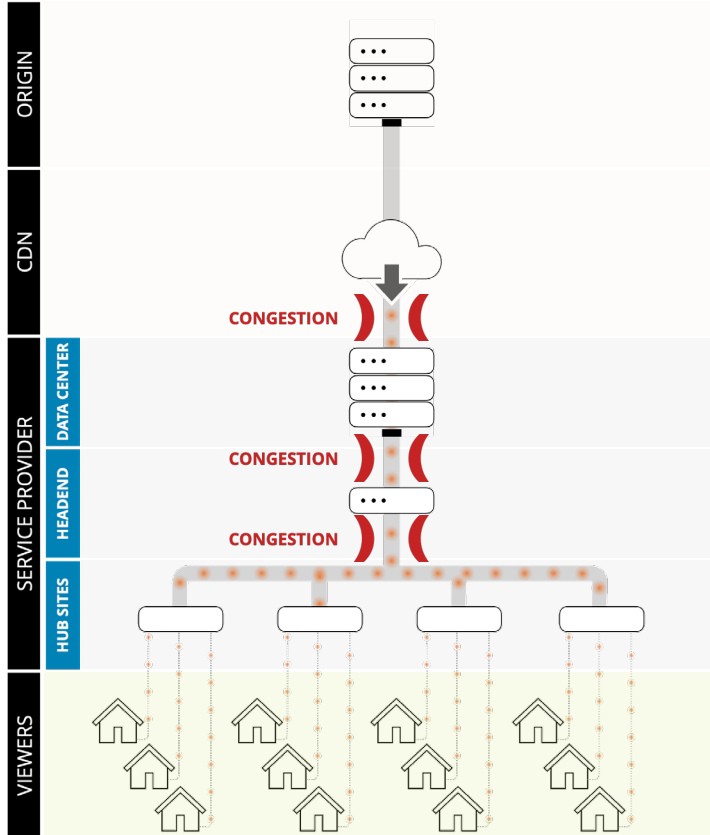 ORIGIN
CDN
CONGESTION
SERVICE PROVIDER
DATA CENTER
CONGESTION
HEADEND
CONGESTION
HUB SITES
VIEWERS